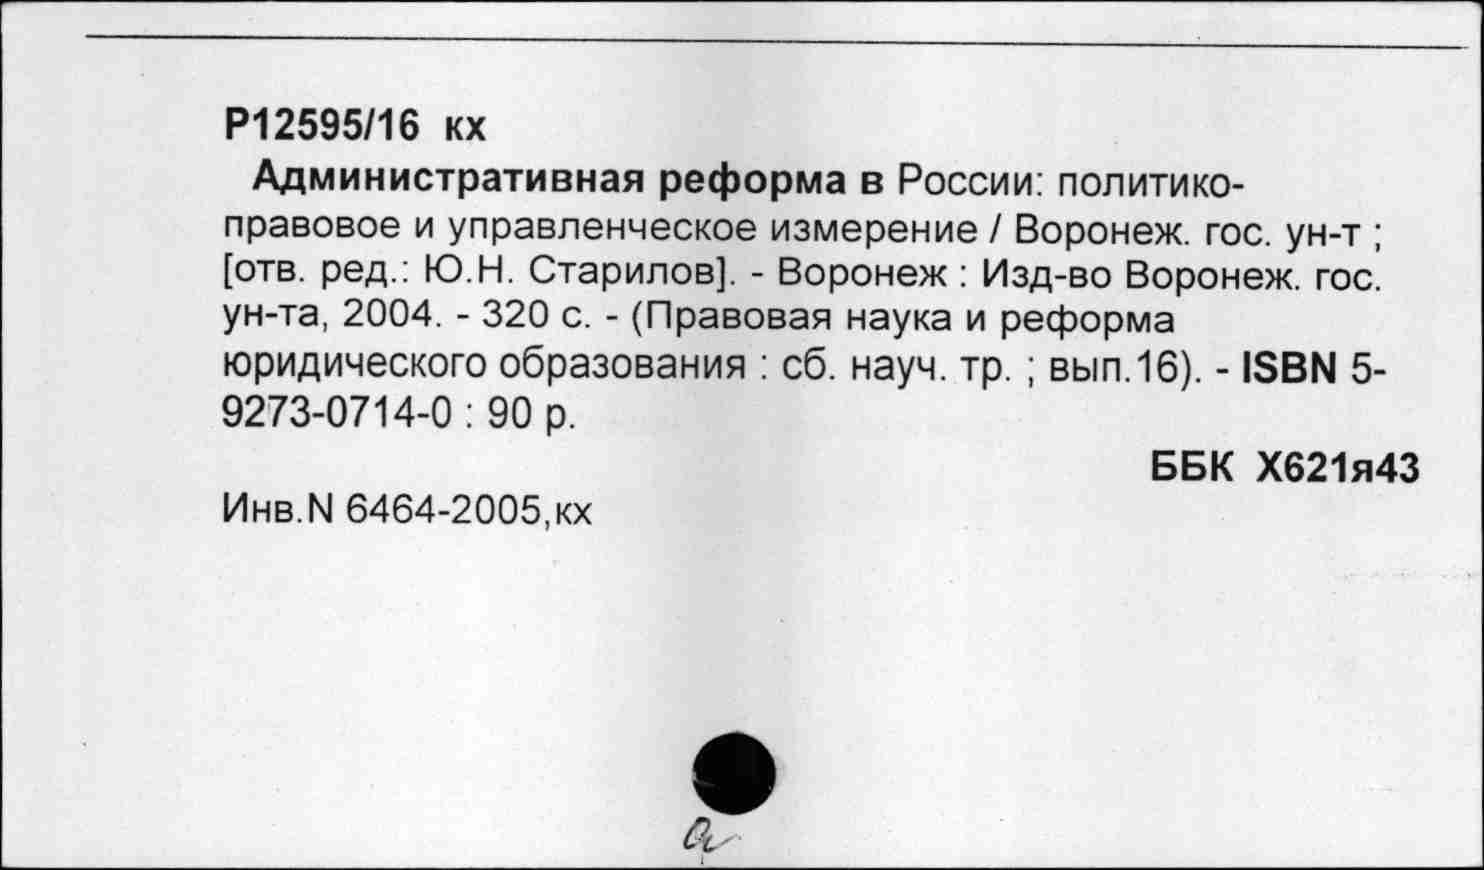 Р12595/16 кх
Административная реформа в России: политико-
правовое и управленческое измерение / Воронеж. гос. ун-т ;
[отв. ред.: Ю.Н. Старилов]. - Воронеж : Изд-во Воронеж. гос.
ун-та, 2004. - 320 с. - (Правовая наука и реформа
юридического образования : сб. науч. тр. ; вып.16). - ISBN 5-
9273-0714-0 : 90 р.
ББК Х621я43
Инв.N 6464-2005,кх